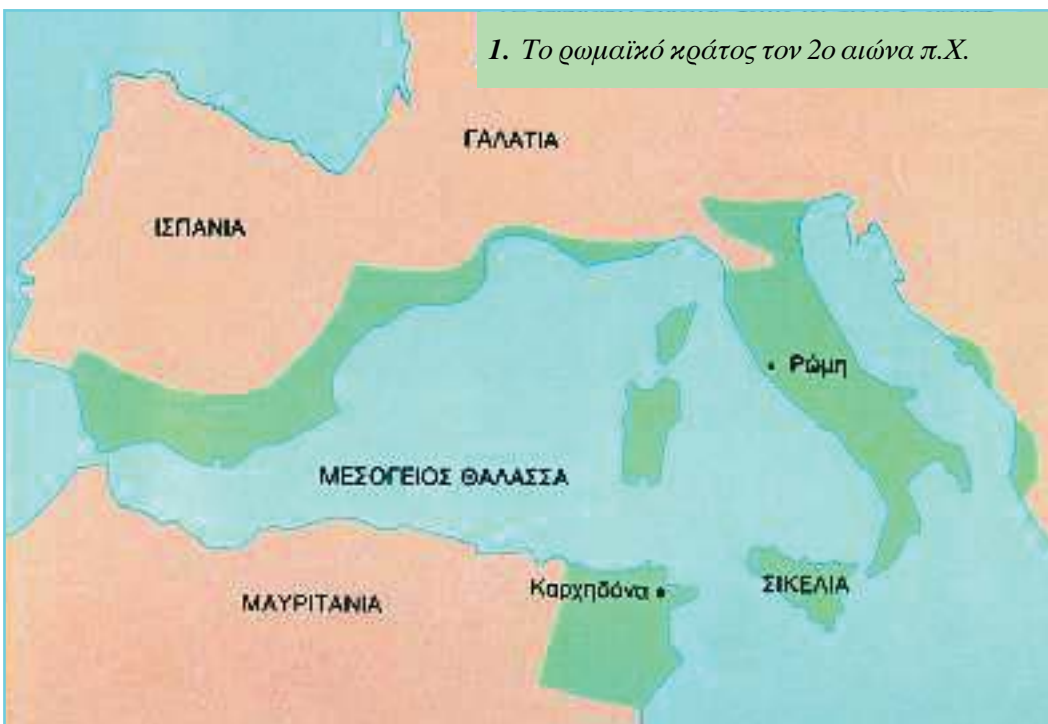 1. Το ρωμαϊκό κράτος τον 2ο αιώνα π.Χ.
ΓΑΛΑΤΙΑ
ΙΣΠΑΝΙΑ
Ρώμη
ΜΕΣΟΓΕΙΟΣ ΘΑΛΑΣΣΑ
Καρχηδόνα
ΣΙΚΕΛΙΑ
ΜΑΥΡΙΤΑΝΙΑ